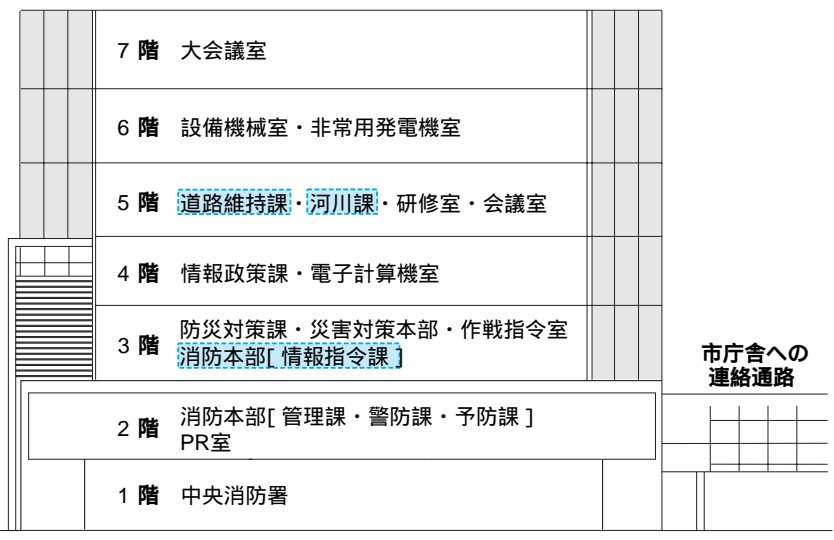 7 階 大会議室
6 階 設備機械室・非常用発電機室
5 階 道路維持課・河川課・研修室・会議室
4 階 情報政策課・電子計算機室
3 階 防災対策課・災害対策本部・作戦指令室
消防本部[ 情報指令課 ]
市庁舎への
連絡通路
2 階 消防本部[ 管理課・警防課・予防課 ]
PR室
1 階 中央消防署